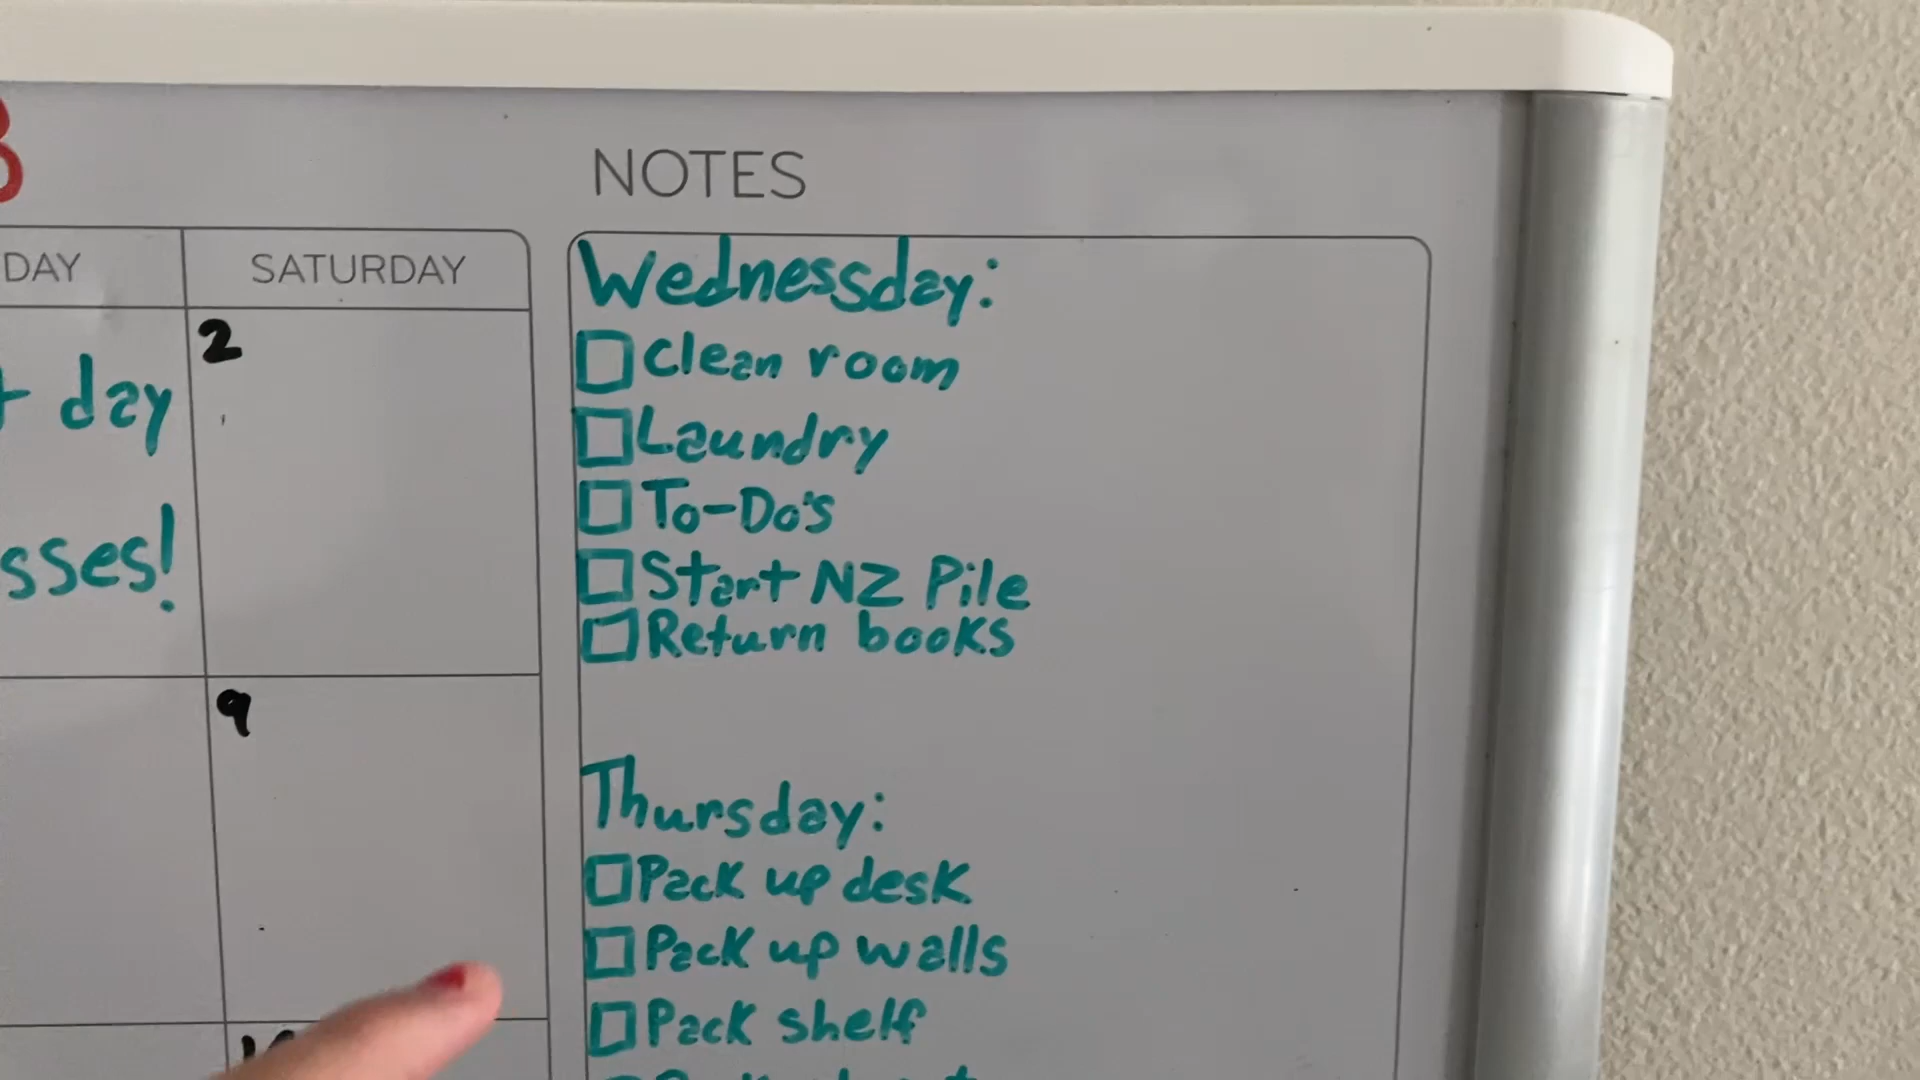 NOTES
DAY SATURDAY
Wednessday:
2
Clean room
day
Laundry
To-Do's
sses!
Start NZ Pile
Return books
9
Thursday:
Pack up desk
Pack up walls
Pack shelf